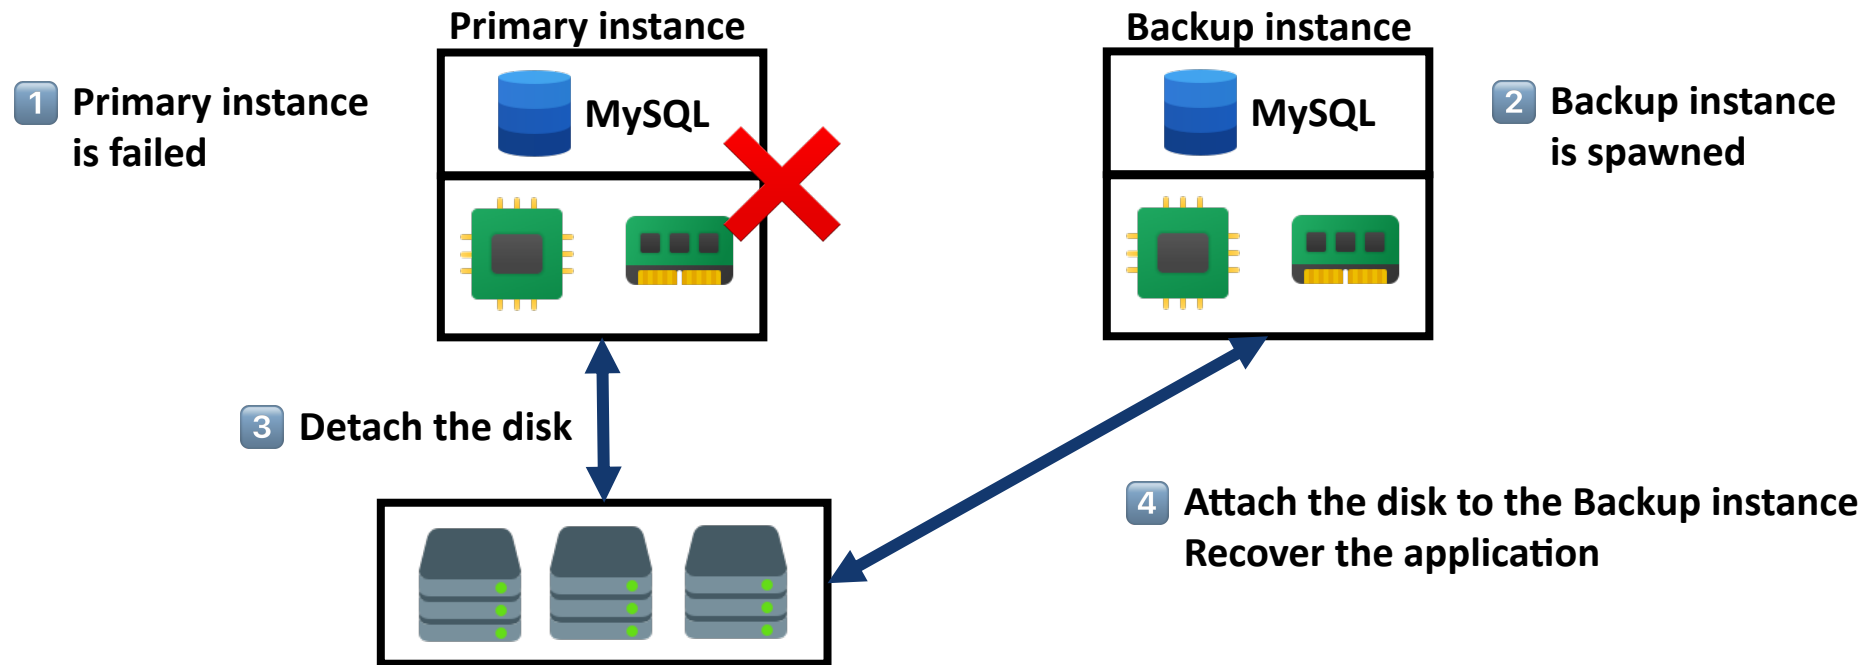 Primary instance
Backup instance
1 Primary instance
is failed
MySQL
MySQL
2 Backup instance
is spawned
3 Detach the disk
4 Attach the disk to the Backup instance
Recover the application